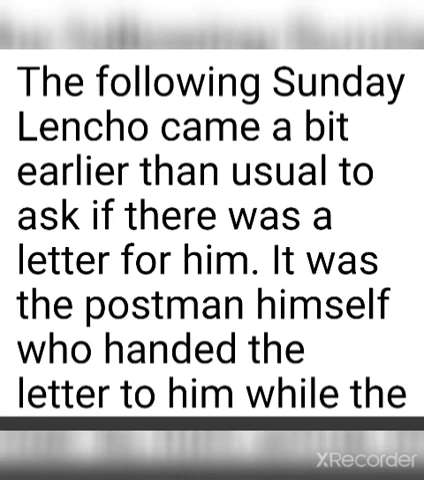 The following Sunday
Lencho came a bit
earlier than usual to
ask if there was a
letter for him. It was
the postman himself
who handed the
letter to him while the
XRecorder